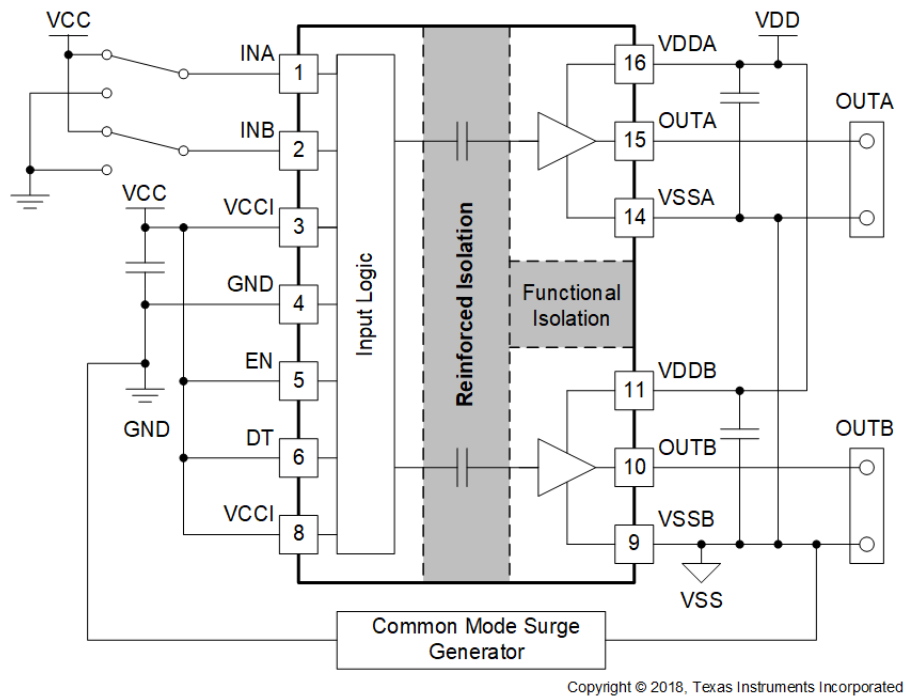 VCC
INA
1
INB
2
VCC
VCCI
3
GND
4
EN
5
GND
DT
6
VCCI
8
Input Logic
Reinforced Isolation
Functional
Isolation
VDDA
VDD
16
OUTA
15
OUTA
VSSA
14
VDDB
11
OUTB
10
OUTB
VSSB
9
VSS
Common Mode Surge
Generator
Copyright © 2018, Texas Instruments Incorporated